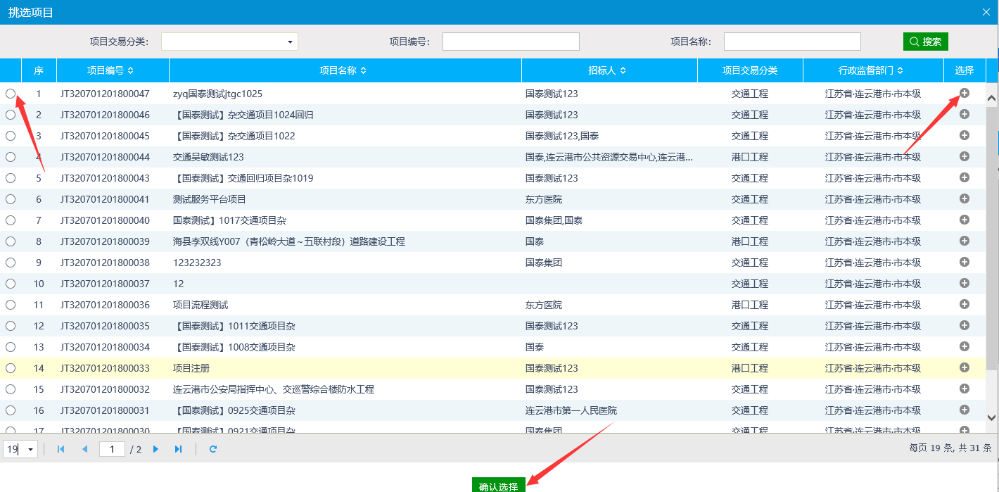 挑选项目
项目交易分类： 项目编号： 项目名称： 搜索
序 项目编号 项目名称 招标人 项目交易分类 行政监督部门 选择
1 JT320701201800047 zyq国泰测试jtgc1025 国泰测试123 交通工程 江苏省·连云港市·市本级
2 JT320701201800046 【国泰测试】杂交通项目1024回归 国泰测试123 交通工程 江苏省·连云港市·市本级
3 JT320701201800045 【国泰测试】杂交通项目1022 国泰测试123,国泰 交通工程 江苏省·连云港市·市本级
4 JT320701201800044 交通吴敏测试123 国泰,连云港市公共资源交易中心,连云港... 港口工程 江苏省·连云港市·市本级
5 JT320701201800043 【国泰测试】交通回归项目杂1019 国泰测试123 交通工程 江苏省·连云港市·市本级
6 JT320701201800041 测试服务平台项目 东方医院 交通工程 江苏省·连云港市·市本级
7 JT320701201800040 国泰测试】1017交通项目杂 国泰集团,国泰 交通工程 江苏省·连云港市·市本级
8 JT320701201800039 海县李双线Y007（青松岭大道～五联村段）道路建设工程 国泰 港口工程 江苏省·连云港市·市本级
9 JT320701201800038 123232323 国泰集团 交通工程 江苏省·连云港市·市本级
10 JT320701201800037 12 交通工程 江苏省·连云港市·市本级
11 JT320701201800036 项目流程测试 东方医院 港口工程 江苏省·连云港市·市本级
12 JT320701201800035 【国泰测试】1011交通项目杂 国泰测试123 交通工程 江苏省·连云港市·市本级
13 JT320701201800034 【国泰测试】1008交通项目杂 国泰 交通工程 江苏省·连云港市·市本级
14 JT320701201800033 项目注册 国泰测试123 港口工程 江苏省·连云港市·市本级
15 JT320701201800032 连云港市公安局指挥中心、交巡警综合楼防水工程 国泰测试123 交通工程 江苏省·连云港市·市本级
16 JT320701201800031 【国泰测试】0925交通项目杂 连云港市第一人民医院 交通工程 江苏省·连云港市·市本级
17 JT320701201800030 【国泰测试】0921交通项目杂 国泰集团 交通工程 江苏省·连云港市·市本级
19 1 / 2 每页 19 条, 共 31 条
确认选择